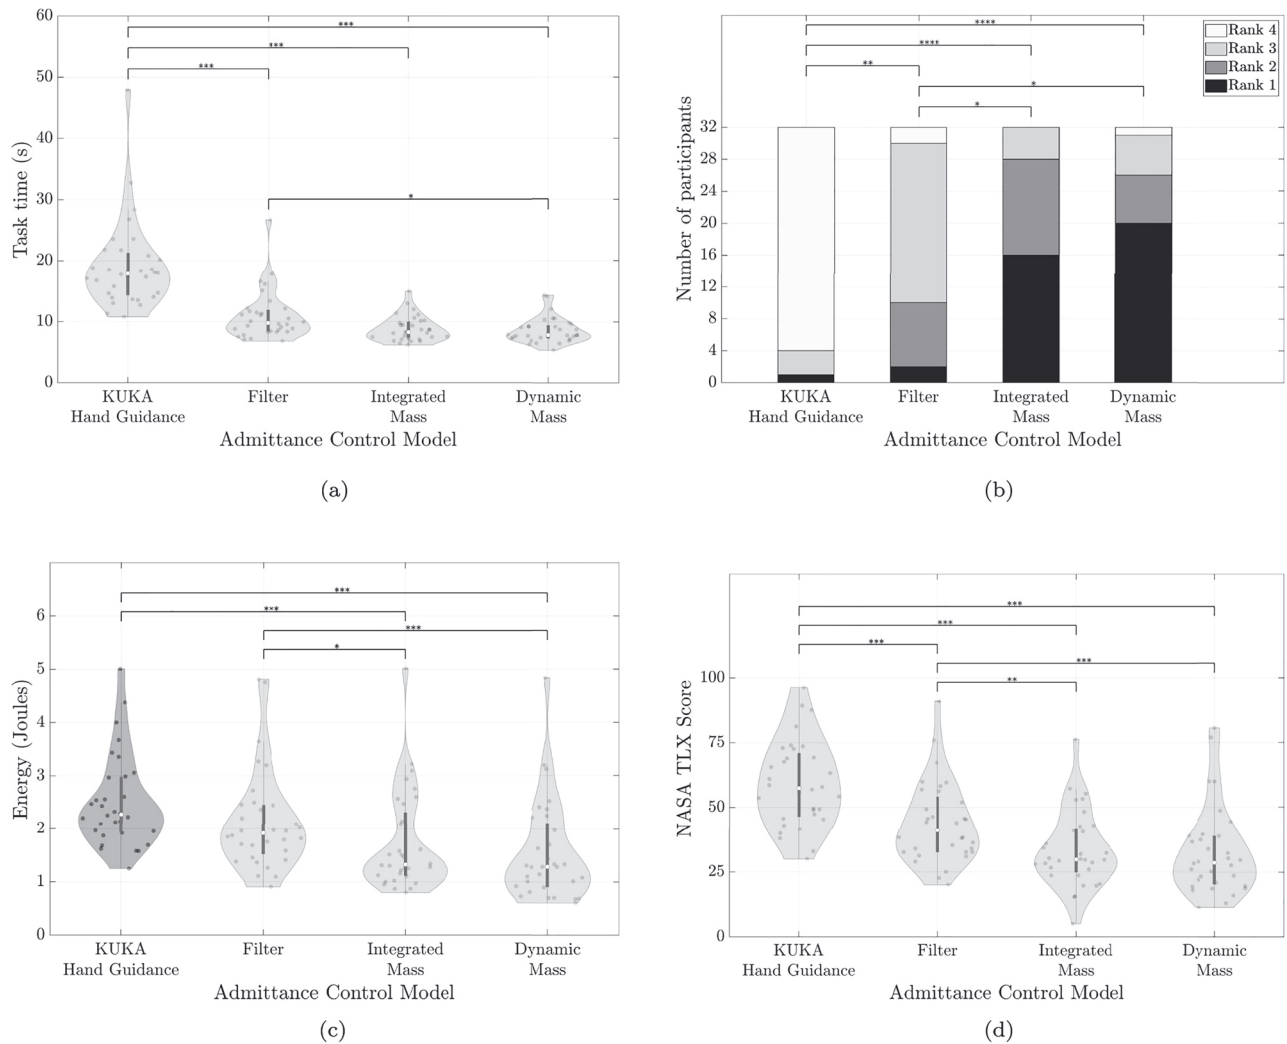 60
50
40
30
20
10
0
Task time (s)
***
***
***
*
KUKA
Hand Guidance
Filter
Integrated
Mass
Dynamic
Mass
Admittance Control Model
(a)
32
28
24
20
16
12
8
4
0
Number of participants
****
****
**
*
*
Rank 4
Rank 3
Rank 2
Rank 1
KUKA
Hand Guidance
Filter
Integrated
Mass
Dynamic
Mass
Admittance Control Model
(b)
6
5
4
3
2
1
0
Energy (Joules)
***
***
***
*
KUKA
Hand Guidance
Filter
Integrated
Mass
Dynamic
Mass
Admittance Control Model
(c)
100
75
50
25
0
NASA TLX Score
***
***
***
***
**
KUKA
Hand Guidance
Filter
Integrated
Mass
Dynamic
Mass
Admittance Control Model
(d)